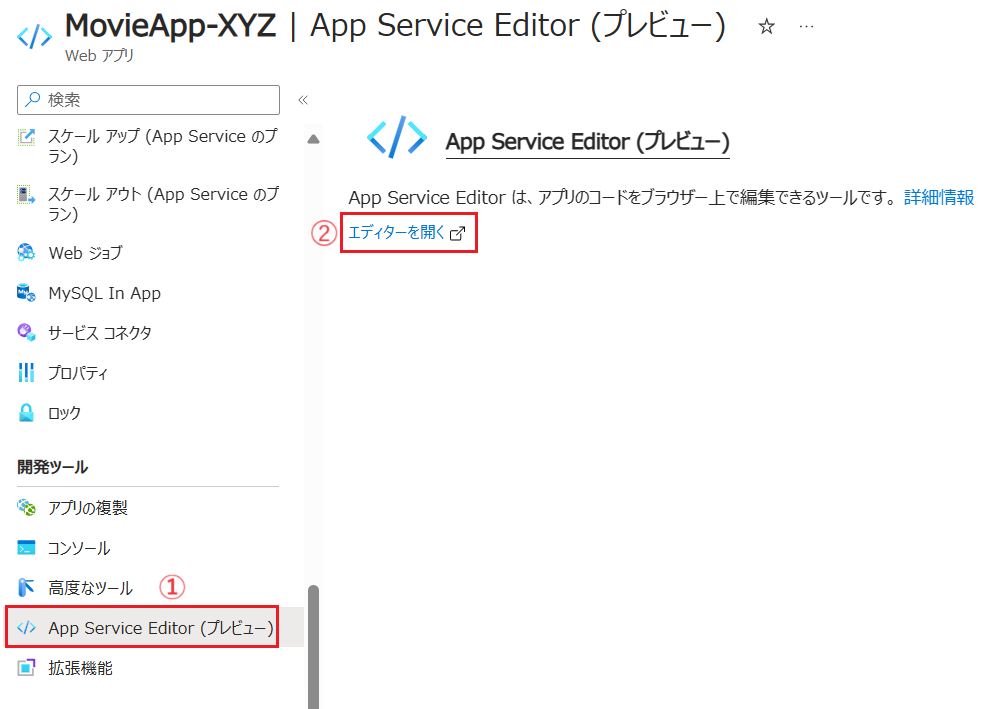 MovieApp-XYZ | App Service Editor (プレビュー) ☆ ...
Web アプリ
検索 «
スケール アップ (App Service のプ
ラン)
スケール アウト (App Service のプ
ラン)
Web ジョブ
MySQL In App
サービス コネクタ
プロパティ
ロック
開発ツール
アプリの複製
コンソール
高度なツール ①
App Service Editor (プレビュー)
拡張機能
App Service Editor (プレビュー)
App Service Editor は、アプリのコードをブラウザー上で編集できるツールです。 詳細情報
② エディターを開く